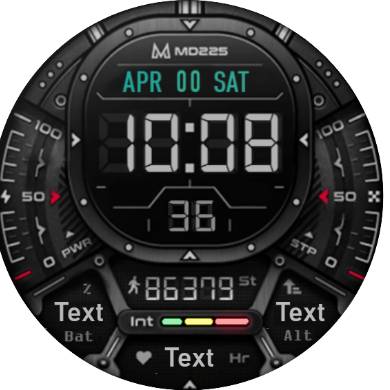 MD225
APR 00 SAT
10:08
36
100
100
50
50
PWR
STP
86379 St
%
Text
Bat
Int
Text
Alt
Text Hr
0
0